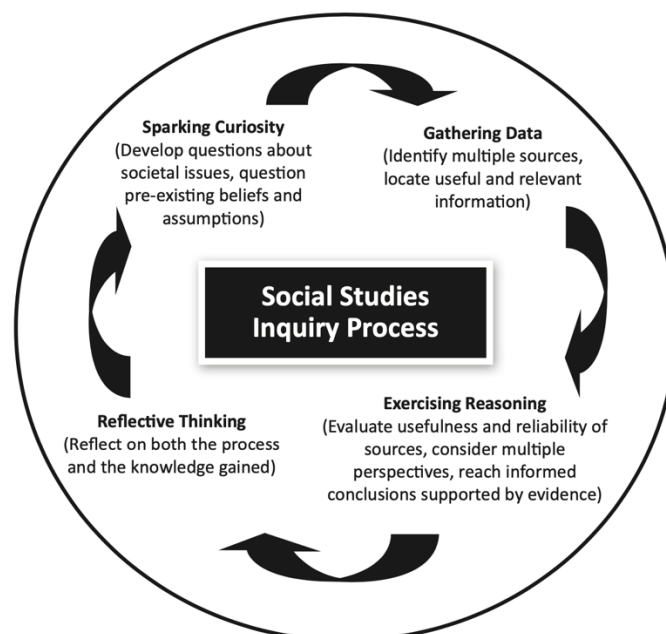 Sparking Curiosity
(Develop questions about
societal issues, question
pre-existing beliefs and
assumptions)
Gathering Data
(Identify multiple sources,
locate useful and relevant
information)
Social Studies
Inquiry Process
Reflective Thinking
(Reflect on both the process
and the knowledge gained)
Exercising Reasoning
(Evaluate usefulness and reliability of
sources, consider multiple
perspectives, reach informed
conclusions supported by evidence)